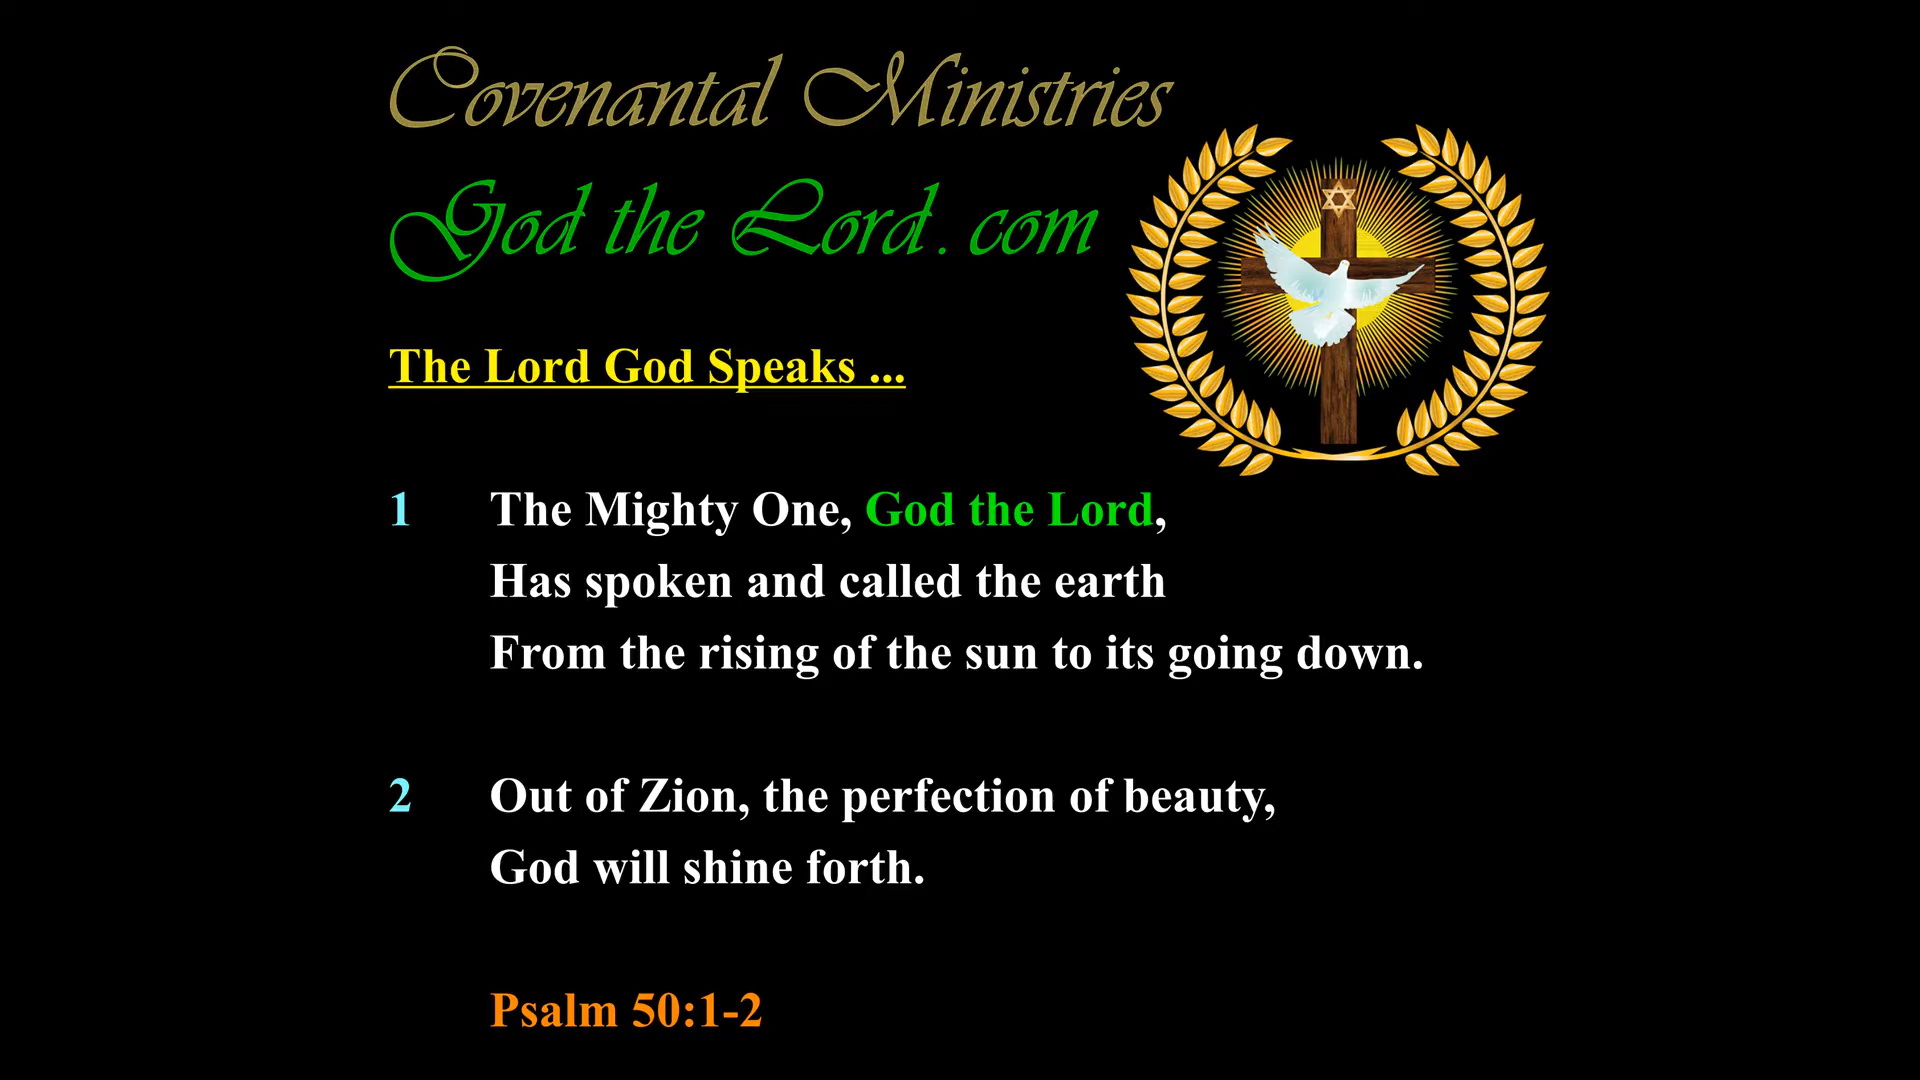 Covenantal Ministries
God the Lord.com
The Lord God Speaks ...
1 The Mighty One, God the Lord,
Has spoken and called the earth
From the rising of the sun to its going down.
2 Out of Zion, the perfection of beauty,
God will shine forth.
Psalm 50:1-2